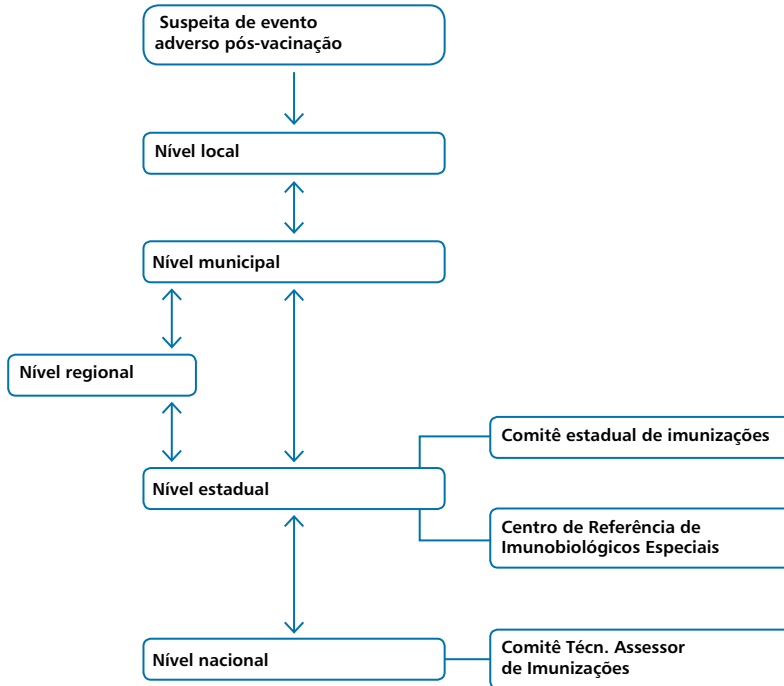 Suspeita de evento
adverso pós-vacinação
Nível local
Nível municipal
Nível regional
Comitê estadual de imunizações
Nível estadual
Centro de Referência de
Imunobiológicos Especiais
Nível nacional
Comitê Técn. Assessor
de Imunizações